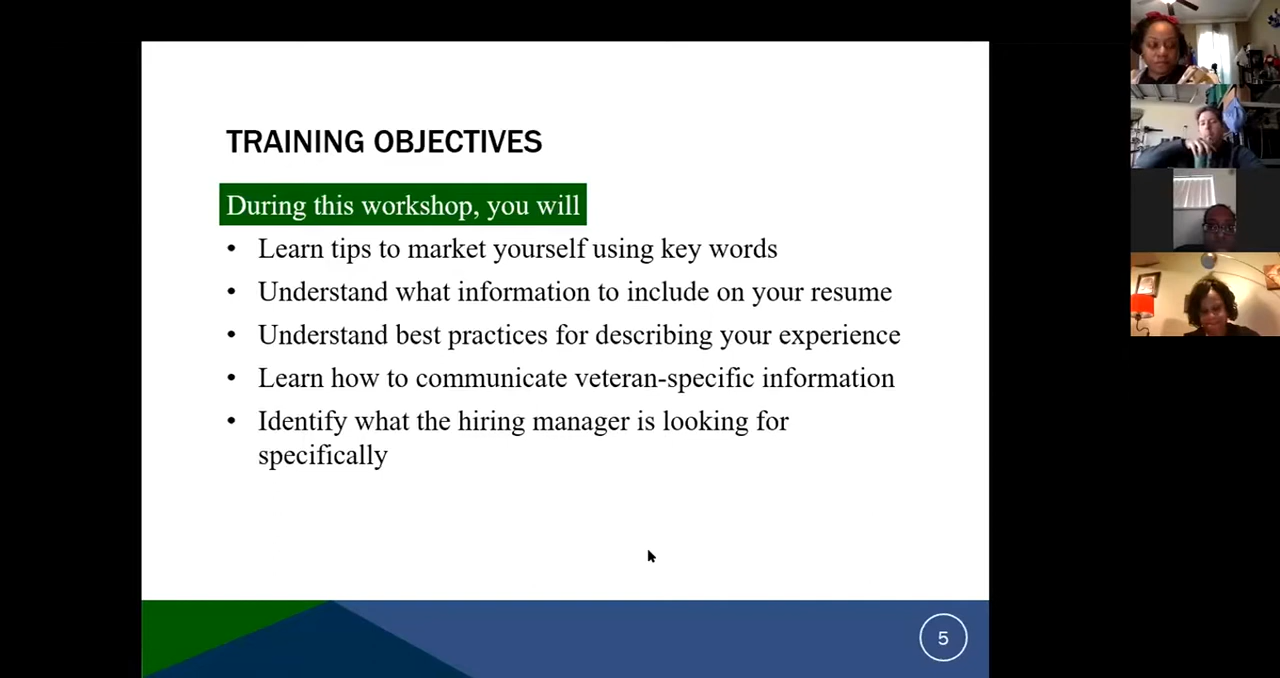 TRAINING OBJECTIVES
During this workshop, you will
• Learn tips to market yourself using key words
• Understand what information to include on your resume
• Understand best practices for describing your experience
• Learn how to communicate veteran-specific information
• Identify what the hiring manager is looking for
specifically
5